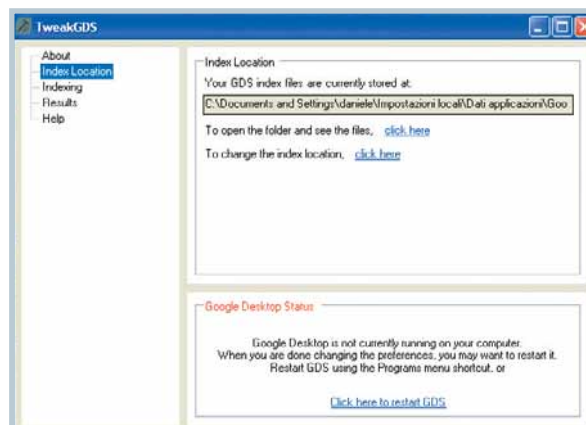 TweakGDS
About
Index Location
Indexing
Results
Help
Index Location
Your GDS index files are currently stored at:
C:\Documents and Settings\daniele\Impostazioni locali\Dati applicazioni\Goo
To open the folder and see the files, click here
To change the index location, click here
Google Desktop Status
Google Desktop is not currently running on your computer.
When you are done changing the preferences, you may want to restart it.
Restart GDS using the Programs menu shortcut, or
Click here to restart GDS